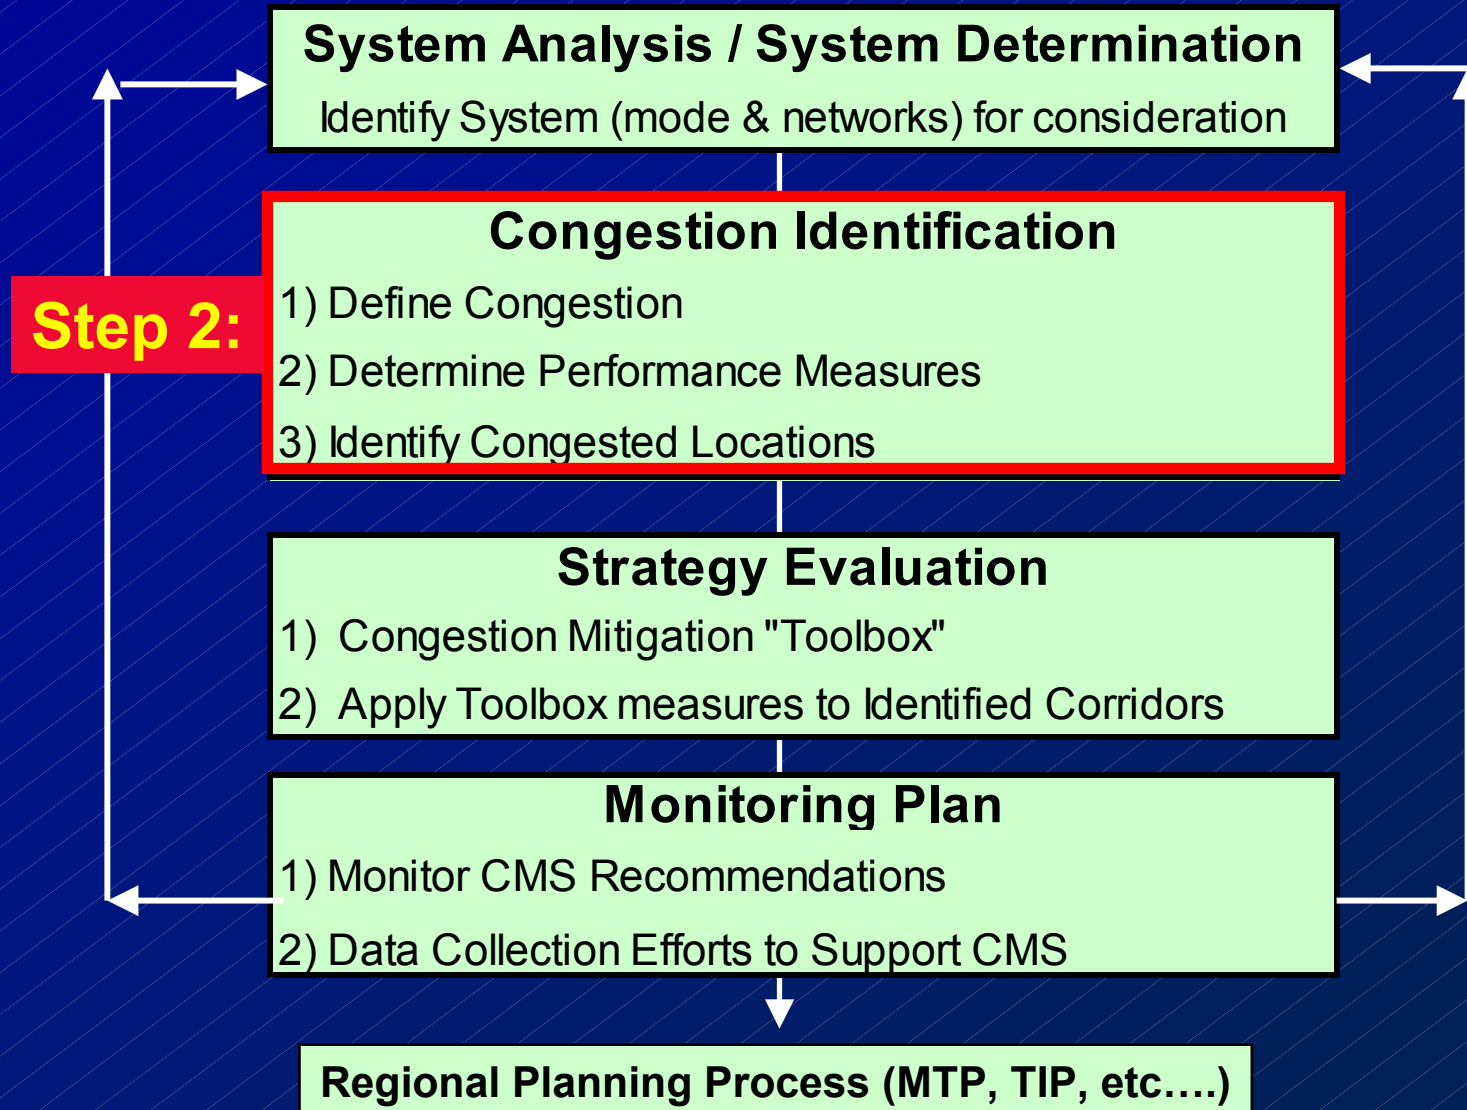 System Analysis / System Determination
Identify System (mode & networks) for consideration
Congestion Identification
Step 2:
1) Define Congestion
2) Determine Performance Measures
3) Identify Congested Locations
Strategy Evaluation
1) Congestion Mitigation "Toolbox"
2) Apply Toolbox measures to Identified Corridors
Monitoring Plan
1) Monitor CMS Recommendations
2) Data Collection Efforts to Support CMS
Regional Planning Process (MTP, TIP, etc….)